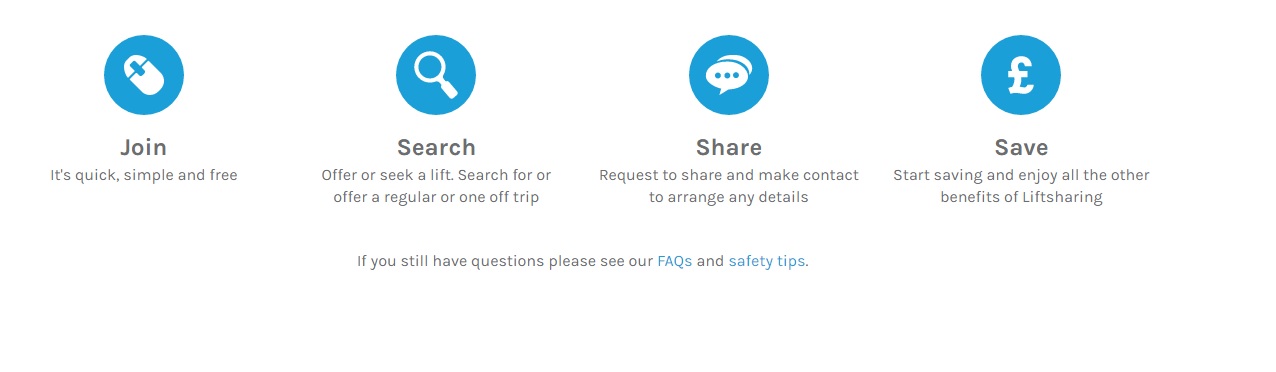 Join
It's quick, simple and free
Search
Offer or seek a lift. Search for or
offer a regular or one off trip
Share
Request to share and make contact
to arrange any details
£
Save
Start saving and enjoy all the other
benefits of Liftsharing
If you still have questions please see our FAQs and safety tips.